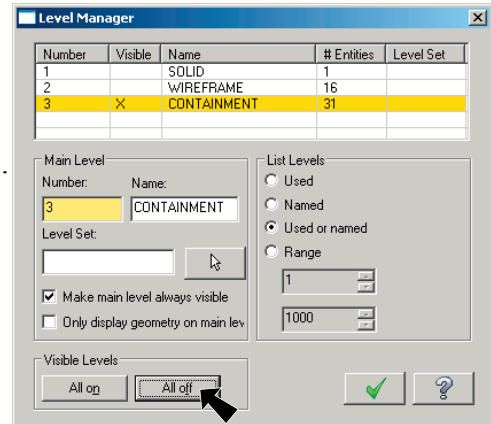 Level Manager
Number Visible Name # Entities Level Set
1 SOLID 1
2 WIREFRAME 16
3 X CONTAINMENT 31
Main Level
Number: Name:
3 CONTAINMENT
Level Set:
Make main level always visible
Only display geometry on main lev
List Levels
Used
Named
Used or named
Range
1
1000
Visible Levels
All on All off